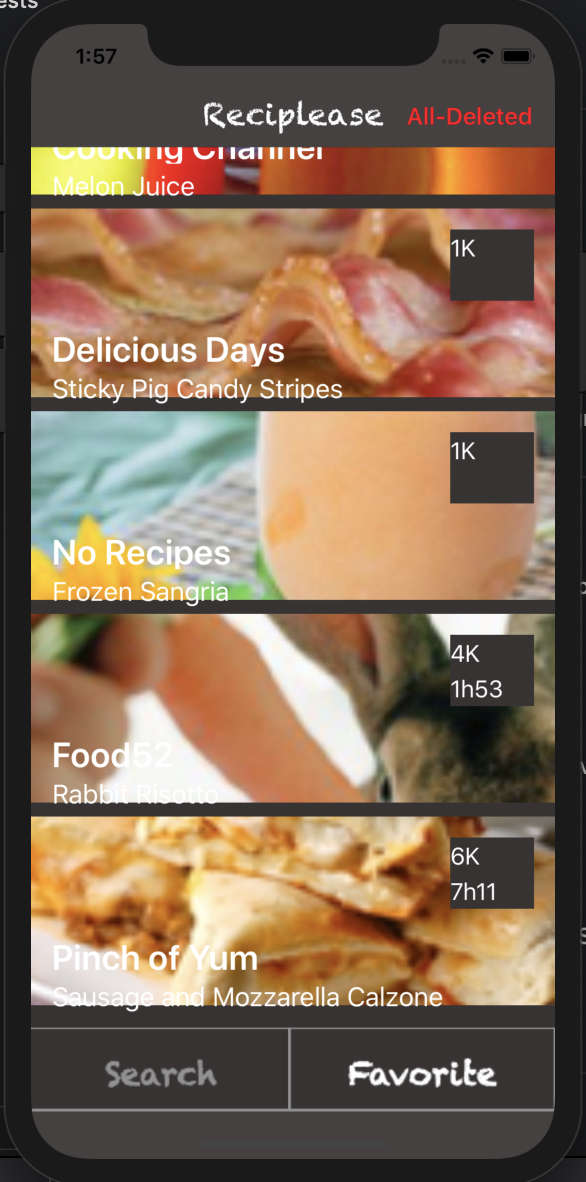 ests
1:57
Reciplease
All-Deleted
Cooking Channel
Melon Juice
1K
Delicious Days
Sticky Pig Candy Stripes
1K
No Recipes
Frozen Sangria
4K
1h53
Food52
Rabbit Risotto
6K
7h11
Pinch of Yum
Sausage and Mozzarella Calzone
Search
Favorite